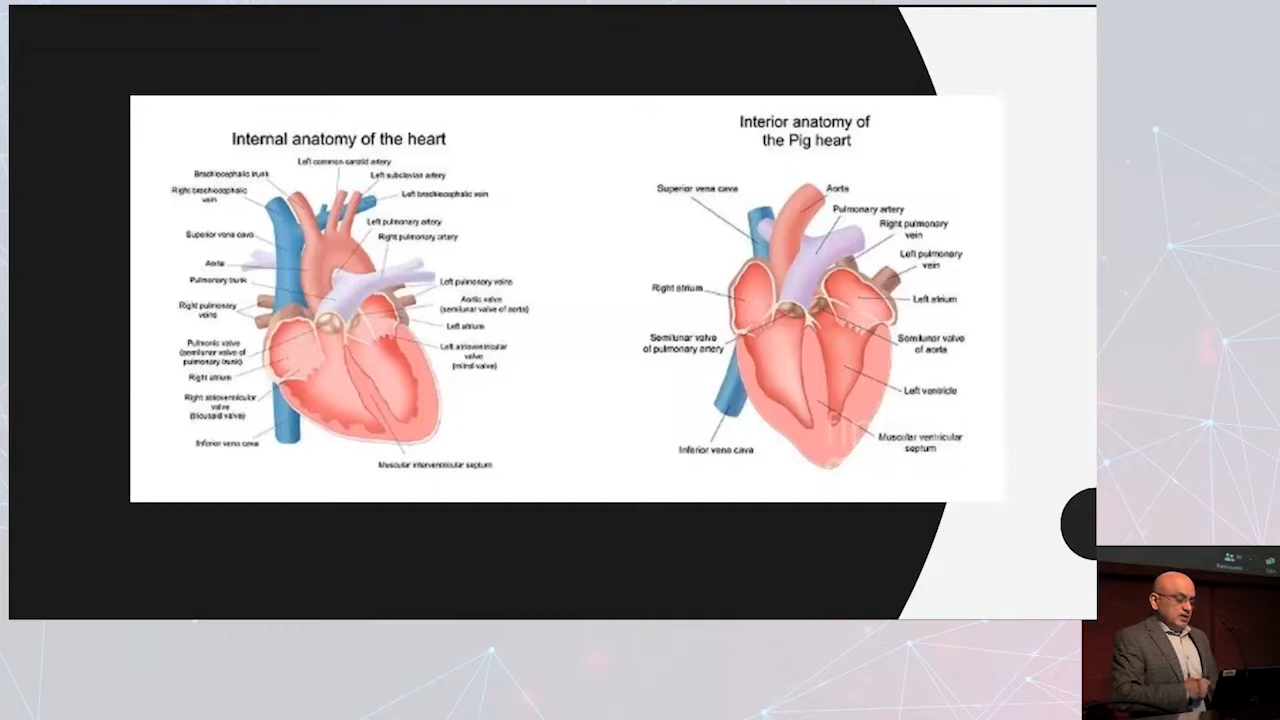 Internal anatomy of the heart
Left common carotid artery
Brachiocephalic trunk
Left subclavian artery
Right brachiocephalic
vein
Left brachiocephalic vein
Left pulmonary artery
Superior vena cava
Right pulmonary artery
Aorta
Pulmonary trunk
Left pulmonary veins
Right pulmonary
veins
Aortic valve
(semilunar valve of aorta)
Left atrium
Pulmonic valve
(semilunar valve of
pulmonary trunk)
Left atrioventricular
valve
(mitral valve)
Right atrium
Right atrioventricular
valve
(tricuspid valve)
Inferior vena cava
Muscular interventricular septum
Interior anatomy of
the Pig heart
Superior vena cava
Aorta
Pulmonary artery
Right pulmonary
vein
Left pulmonary
vein
Right atrium
Left atrium
Semilunar valve
of pulmonary artery
Semilunar valve
of aorta
Left ventricle
Muscular ventricular
septum
Inferior vena cava
Participants